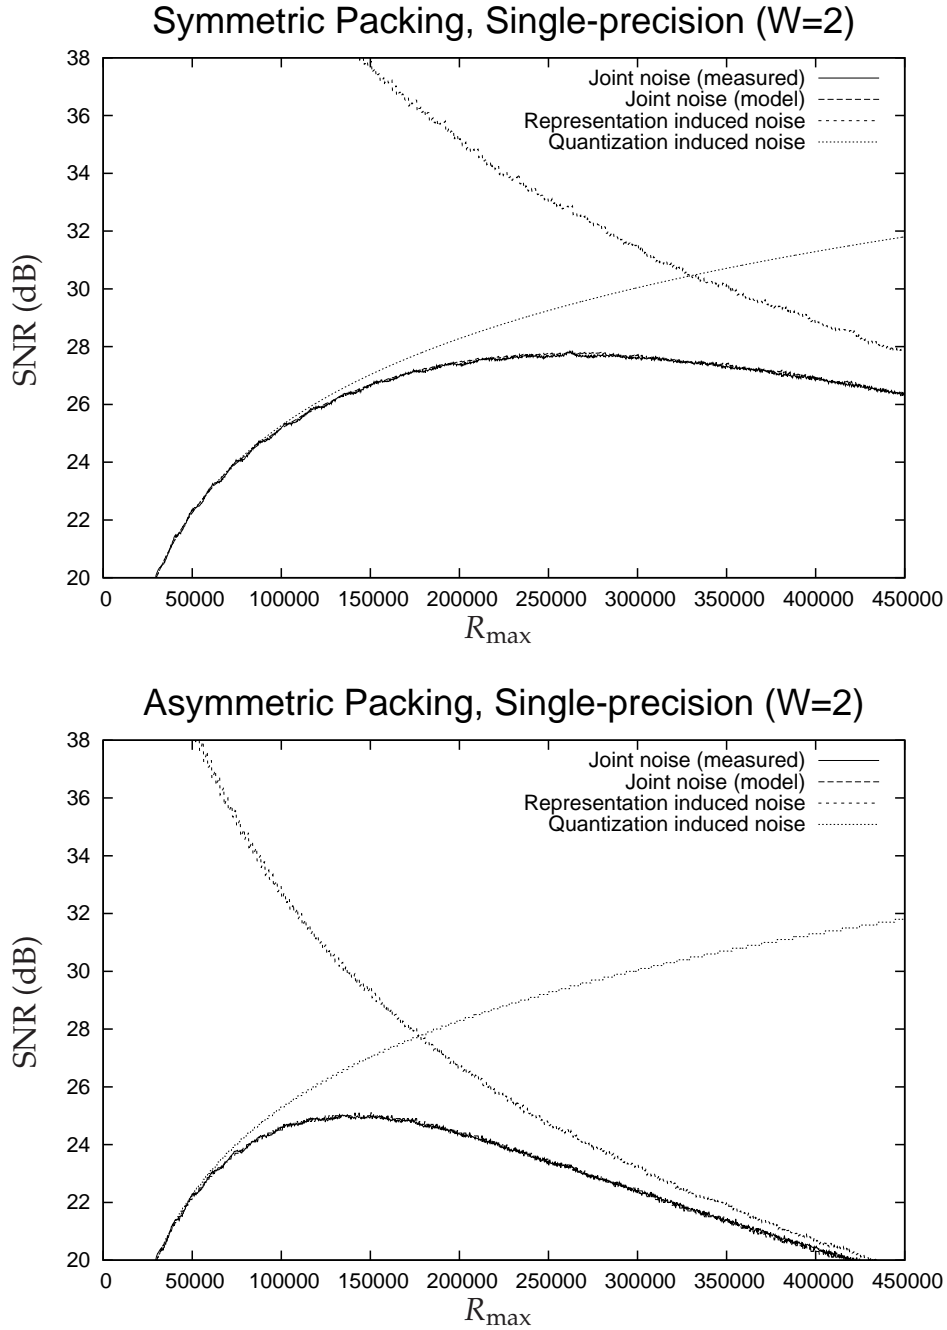 Symmetric Packing, Single-precision (W=2)
38
36
34
32
30
28
26
24
22
20
SNR (dB)
Joint noise (measured)
Joint noise (model)
Representation induced noise
Quantization induced noise
0 50000 100000 150000 200000 250000 300000 350000 400000 450000
Rmax
Asymmetric Packing, Single-precision (W=2)
38
36
34
32
30
28
26
24
22
20
SNR (dB)
Joint noise (measured)
Joint noise (model)
Representation induced noise
Quantization induced noise
0 50000 100000 150000 200000 250000 300000 350000 400000 450000
Rmax